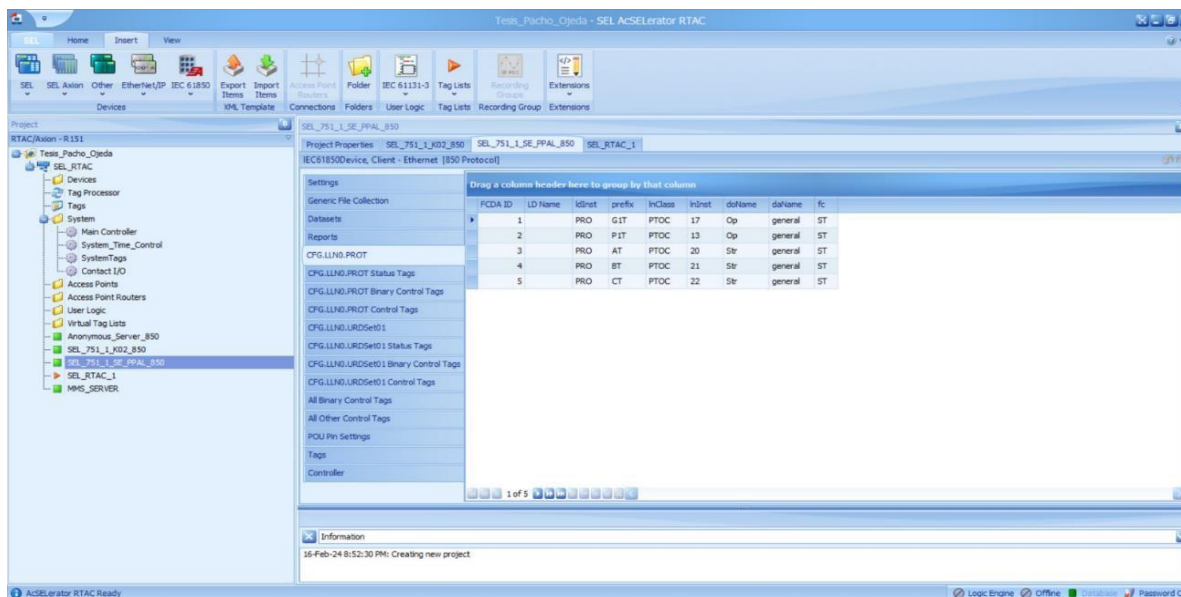 Tesis_Pacho_Ojeda - SEL AcSELerator RTAC
SEL Home Insert View
SEL SEL Axion Other EtherNet/IP IEC 61850 Export Items Import Items Access Point Routers Folder IEC 61131-3 Tag Lists Recording Groups Extensions
Devices XML Template Connections Folders User Logic Tag Lists Recording Group Extensions
Project
RTAC/Axion - R151
Tesis_Pacho_Ojeda
SEL_RTAC
Devices
Tag Processor
Tags
System
Main Controller
System_Time_Control
SystemTags
Contact I/O
Access Points
Access Point Routers
User Logic
Virtual Tag Lists
Anonymous_Server_850
SEL_751_1_K02_850
SEL_751_1_SE_PPAL_850
SEL_RTAC_1
MMS_SERVER
SEL_751_1_SE_PPAL_850
Project Properties SEL_751_1_K02_850 SEL_751_1_SE_PPAL_850 SEL_RTAC_1
IEC61850Device, Client - Ethernet [850 Protocol]
Settings
Generic File Collection
Datasets
Reports
CFG.LLN0.PROT
CFG.LLN0.PROT Status Tags
CFG.LLN0.PROT Binary Control Tags
CFG.LLN0.PROT Control Tags
CFG.LLN0.URDSet01
CFG.LLN0.URDSet01 Status Tags
CFG.LLN0.URDSet01 Binary Control Tags
CFG.LLN0.URDSet01 Control Tags
All Binary Control Tags
All Other Control Tags
POU Pin Settings
Tags
Controller
Drag a column header here to group by that column
FCDA ID LD Name ldInst prefix lnClass lnInst doName daName fc
1 PRO G1T PTOC 17 Op general ST
2 PRO P1T PTOC 13 Op general ST
3 PRO AT PTOC 20 Str general ST
4 PRO BT PTOC 21 Str general ST
5 PRO CT PTOC 22 Str general ST
1 of 5
Information
16-Feb-24 8:52:30 PM: Creating new project
AcSELerator RTAC Ready Logic Engine Offline Database Password